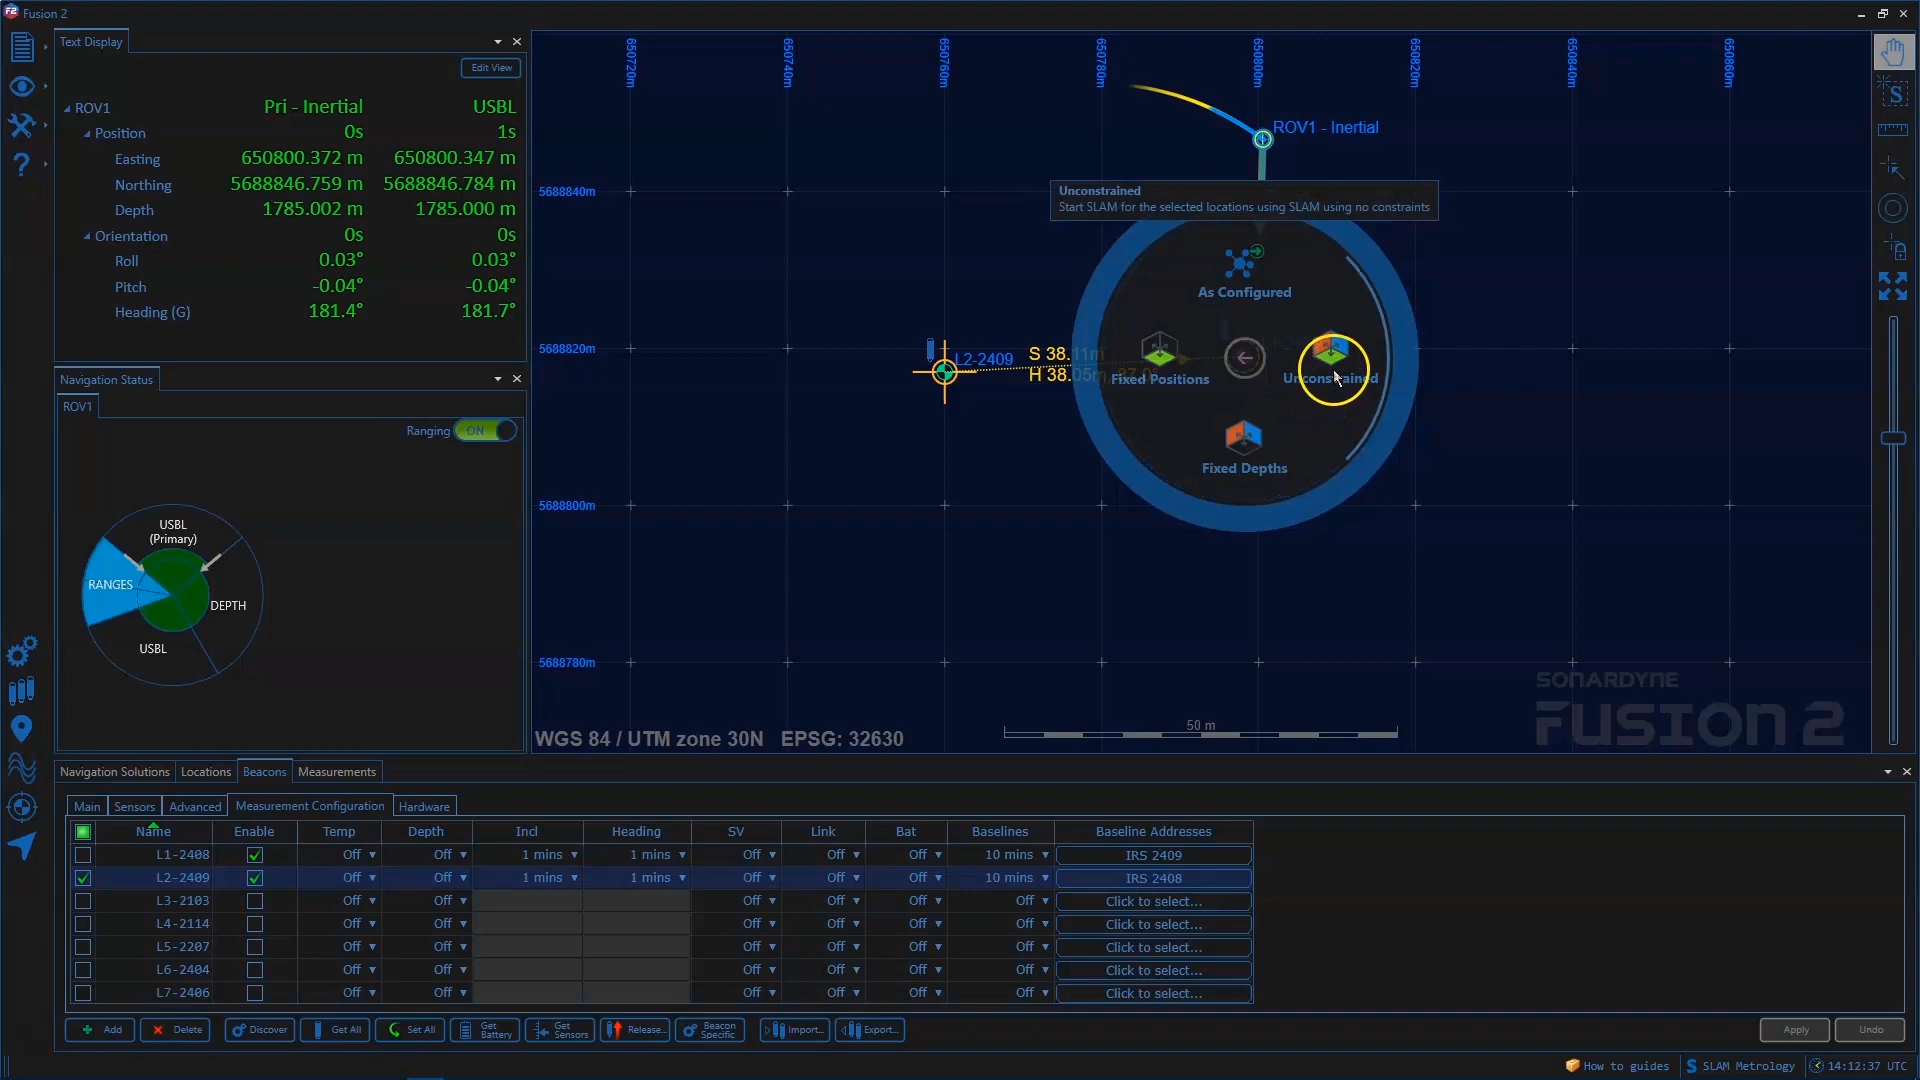 Fusion 2
Text Display
Edit View
ROV1 Pri - Inertial USBL
Position 0s 1s
Easting 650800.372 m 650800.347 m
Northing 5688846.759 m 5688846.784 m
Depth 1785.002 m 1785.000 m
Orientation 0s 0s
Roll 0.03° 0.03°
Pitch -0.04° -0.04°
Heading (G) 181.4° 181.7°
Navigation Status
ROV1
Ranging ON
USBL
(Primary)
RANGES
DEPTH
USBL
650720m 650740m 650760m 650780m 650800m 650820m 650840m 650860m
ROV1 - Inertial
5688840m
Unconstrained
Start SLAM for the selected locations using SLAM using no constraints
As Configured
5688820m
L2-2409 S 38.11m
H 38.05m,
Fixed Positions
Unconstrained
Fixed Depths
5688800m
5688780m
SONARDYNE
FUSION 2
50 m
WGS 84 / UTM zone 30N EPSG: 32630
Navigation Solutions Locations Beacons Measurements
Main Sensors Advanced Measurement Configuration Hardware
Name Enable Temp Depth Incl Heading SV Link Bat Baselines Baseline Addresses
L1-2408 Off Off 1 mins 1 mins Off Off Off 10 mins IRS 2409
L2-2409 Off Off 1 mins 1 mins Off Off Off 10 mins IRS 2408
L3-2103 Off Off Off Off Off Off Click to select...
L4-2114 Off Off Off Off Off Off Click to select...
L5-2207 Off Off Off Off Off Off Click to select...
L6-2404 Off Off Off Off Off Off Click to select...
L7-2406 Off Off Off Off Off Off Click to select...
Add Delete Discover Get All Set All Get Battery Get Sensors Release... Beacon Specific Import... Export... Apply Undo
How to guides SLAM Metrology 14:12:37 UTC